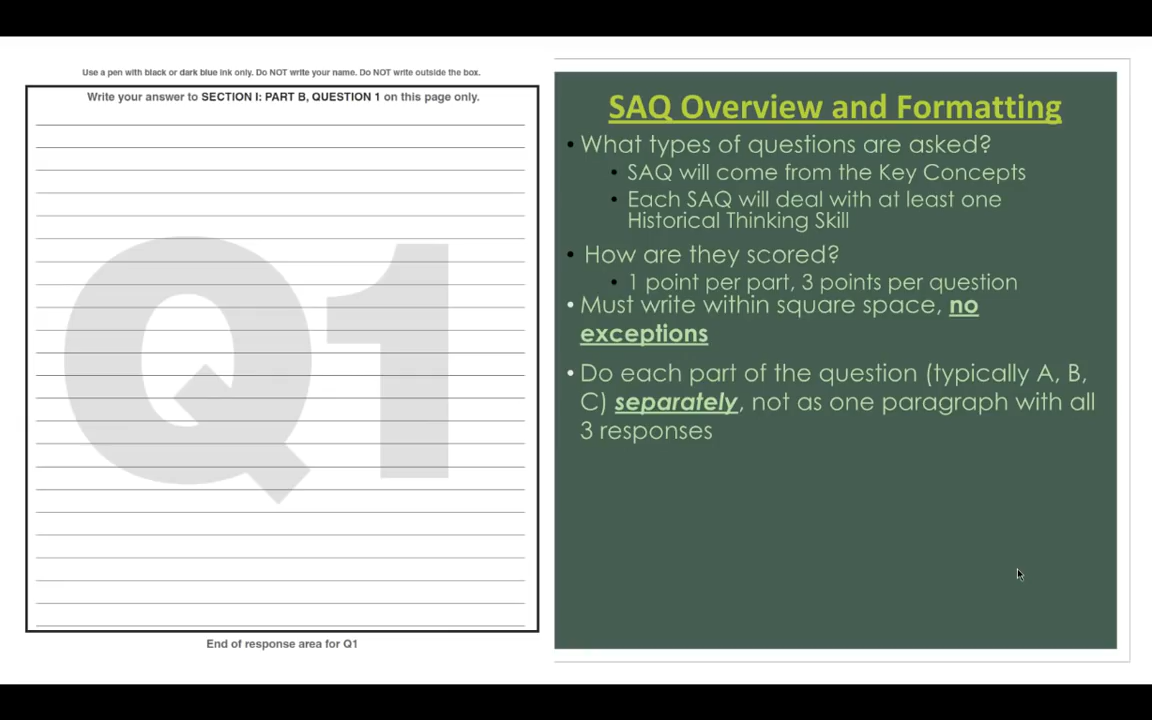 Use a pen with black or dark blue ink only. Do NOT write your name. Do NOT write outside the box.
Write your answer to SECTION I: PART B, QUESTION 1 on this page only.
Q1
End of response area for Q1
SAQ Overview and Formatting
• What types of questions are asked?
• SAQ will come from the Key Concepts
• Each SAQ will deal with at least one
Historical Thinking Skill
• How are they scored?
• 1 point per part, 3 points per question
• Must write within square space, no
exceptions
• Do each part of the question (typically A, B,
C) separately, not as one paragraph with all
3 responses